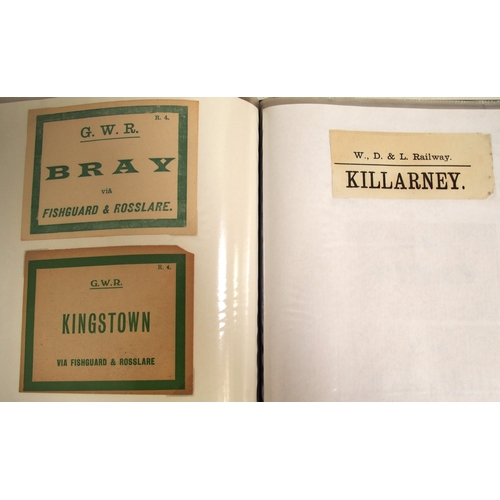 R. 4.
G. W. R.
BRAY
VIA
FISHGUARD & ROSSLARE.
R. 4.
G.W.R.
KINGSTOWN
VIA FISHGUARD & ROSSLARE
W., D. & L. Railway.
KILLARNEY.